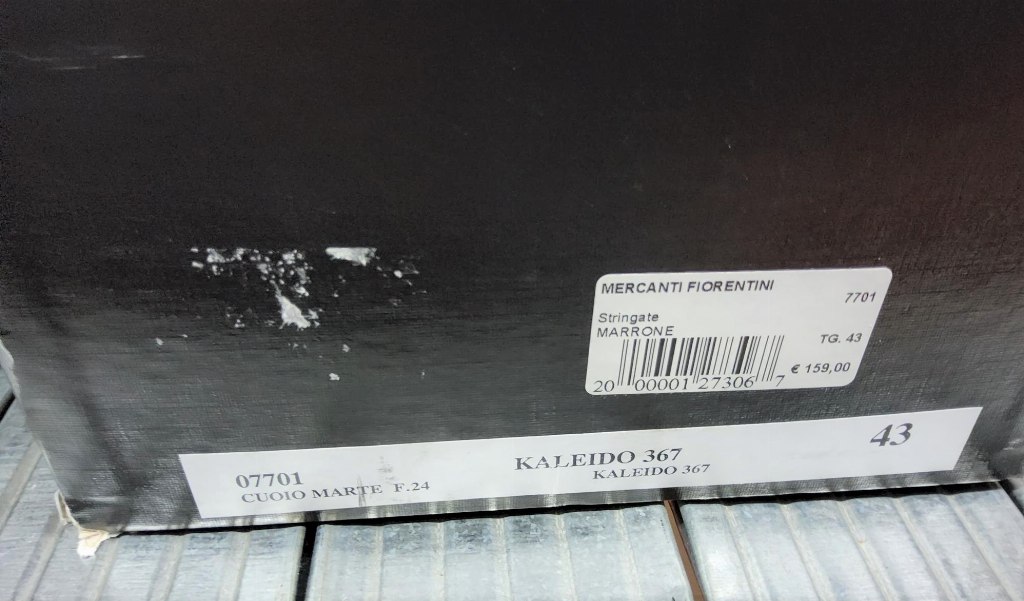 MERCANTI FIORENTINI
7701
Stringate
MARRONE
TG. 43
€ 159,00
20 00001 27306 7
07701
CUOIO MARTE F.24
KALEIDO 367
KALEIDO 367
43